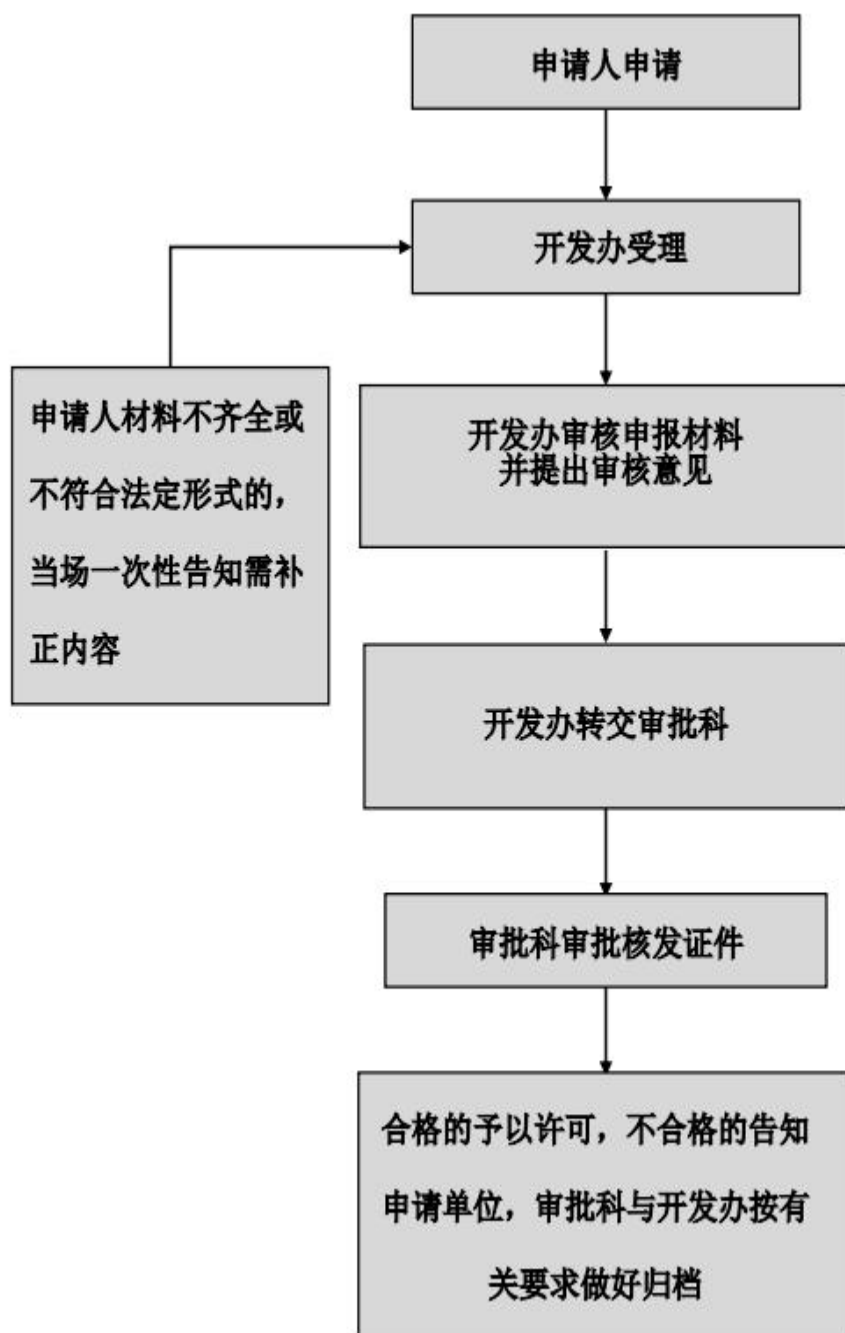 申请人申请
开发办受理
申请人材料不齐全或
不符合法定形式的，
当场一次性告知需补
正内容
开发办审核申报材料
并提出审核意见
开发办转交审批科
审批科审批核发证件
合格的予以许可，不合格的告知
申请单位，审批科与开发办按有
关要求做好归档